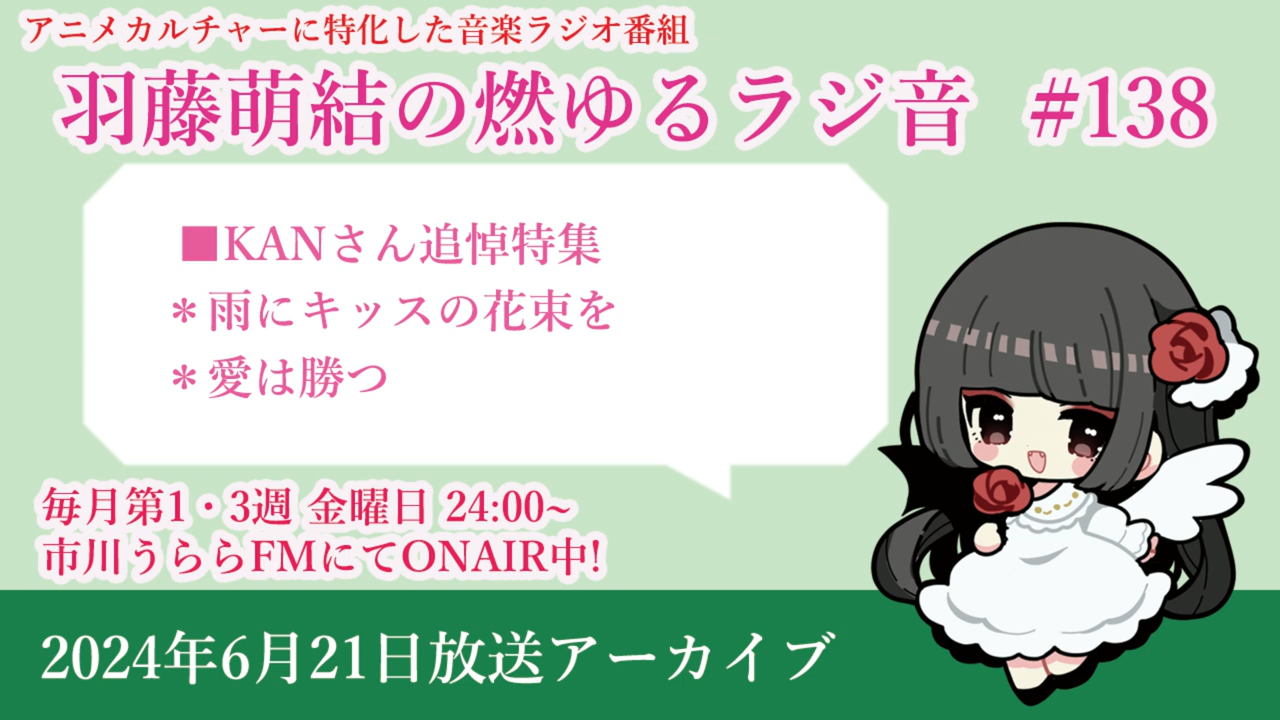 アニメカルチャーに特化した音楽ラジオ番組
羽藤萌結の燃ゆるラジ音 #138
■KANさん追悼特集
＊雨にキッスの花束を
＊愛は勝つ
毎月第1・3週 金曜日 24:00~
市川うららFMにてONAIR中!
2024年6月21日放送アーカイブ